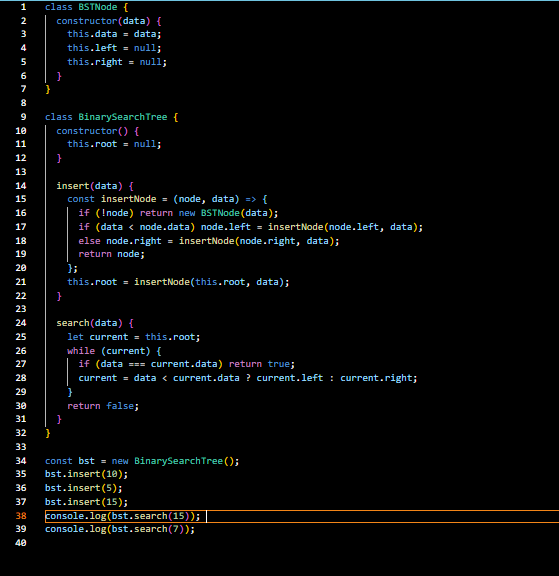 1 class BSTNode {
2   constructor(data) {
3     this.data = data;
4     this.left = null;
5     this.right = null;
6   }
7 }
8
9 class BinarySearchTree {
10   constructor() {
11     this.root = null;
12   }
13
14   insert(data) {
15     const insertNode = (node, data) => {
16       if (!node) return new BSTNode(data);
17       if (data < node.data) node.left = insertNode(node.left, data);
18       else node.right = insertNode(node.right, data);
19       return node;
20     };
21     this.root = insertNode(this.root, data);
22   }
23
24   search(data) {
25     let current = this.root;
26     while (current) {
27       if (data === current.data) return true;
28       current = data < current.data ? current.left : current.right;
29     }
30     return false;
31   }
32 }
33
34 const bst = new BinarySearchTree();
35 bst.insert(10);
36 bst.insert(5);
37 bst.insert(15);
38 console.log(bst.search(15));
39 console.log(bst.search(7));
40